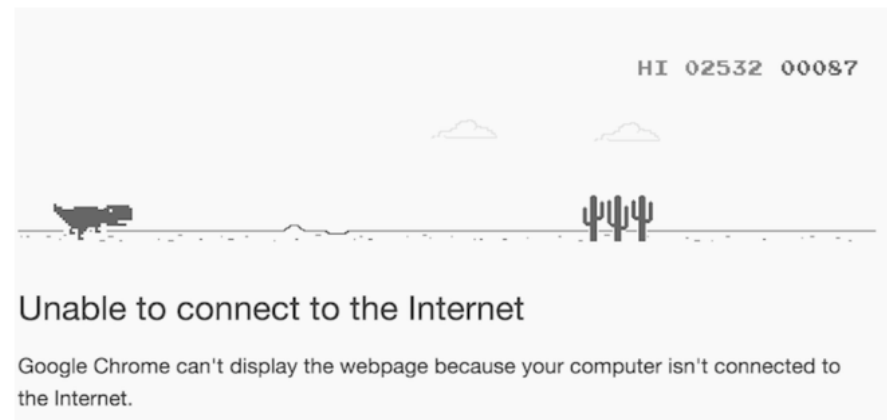 HI 02532 00087
Unable to connect to the Internet
Google Chrome can't display the webpage because your computer isn't connected to
the Internet.